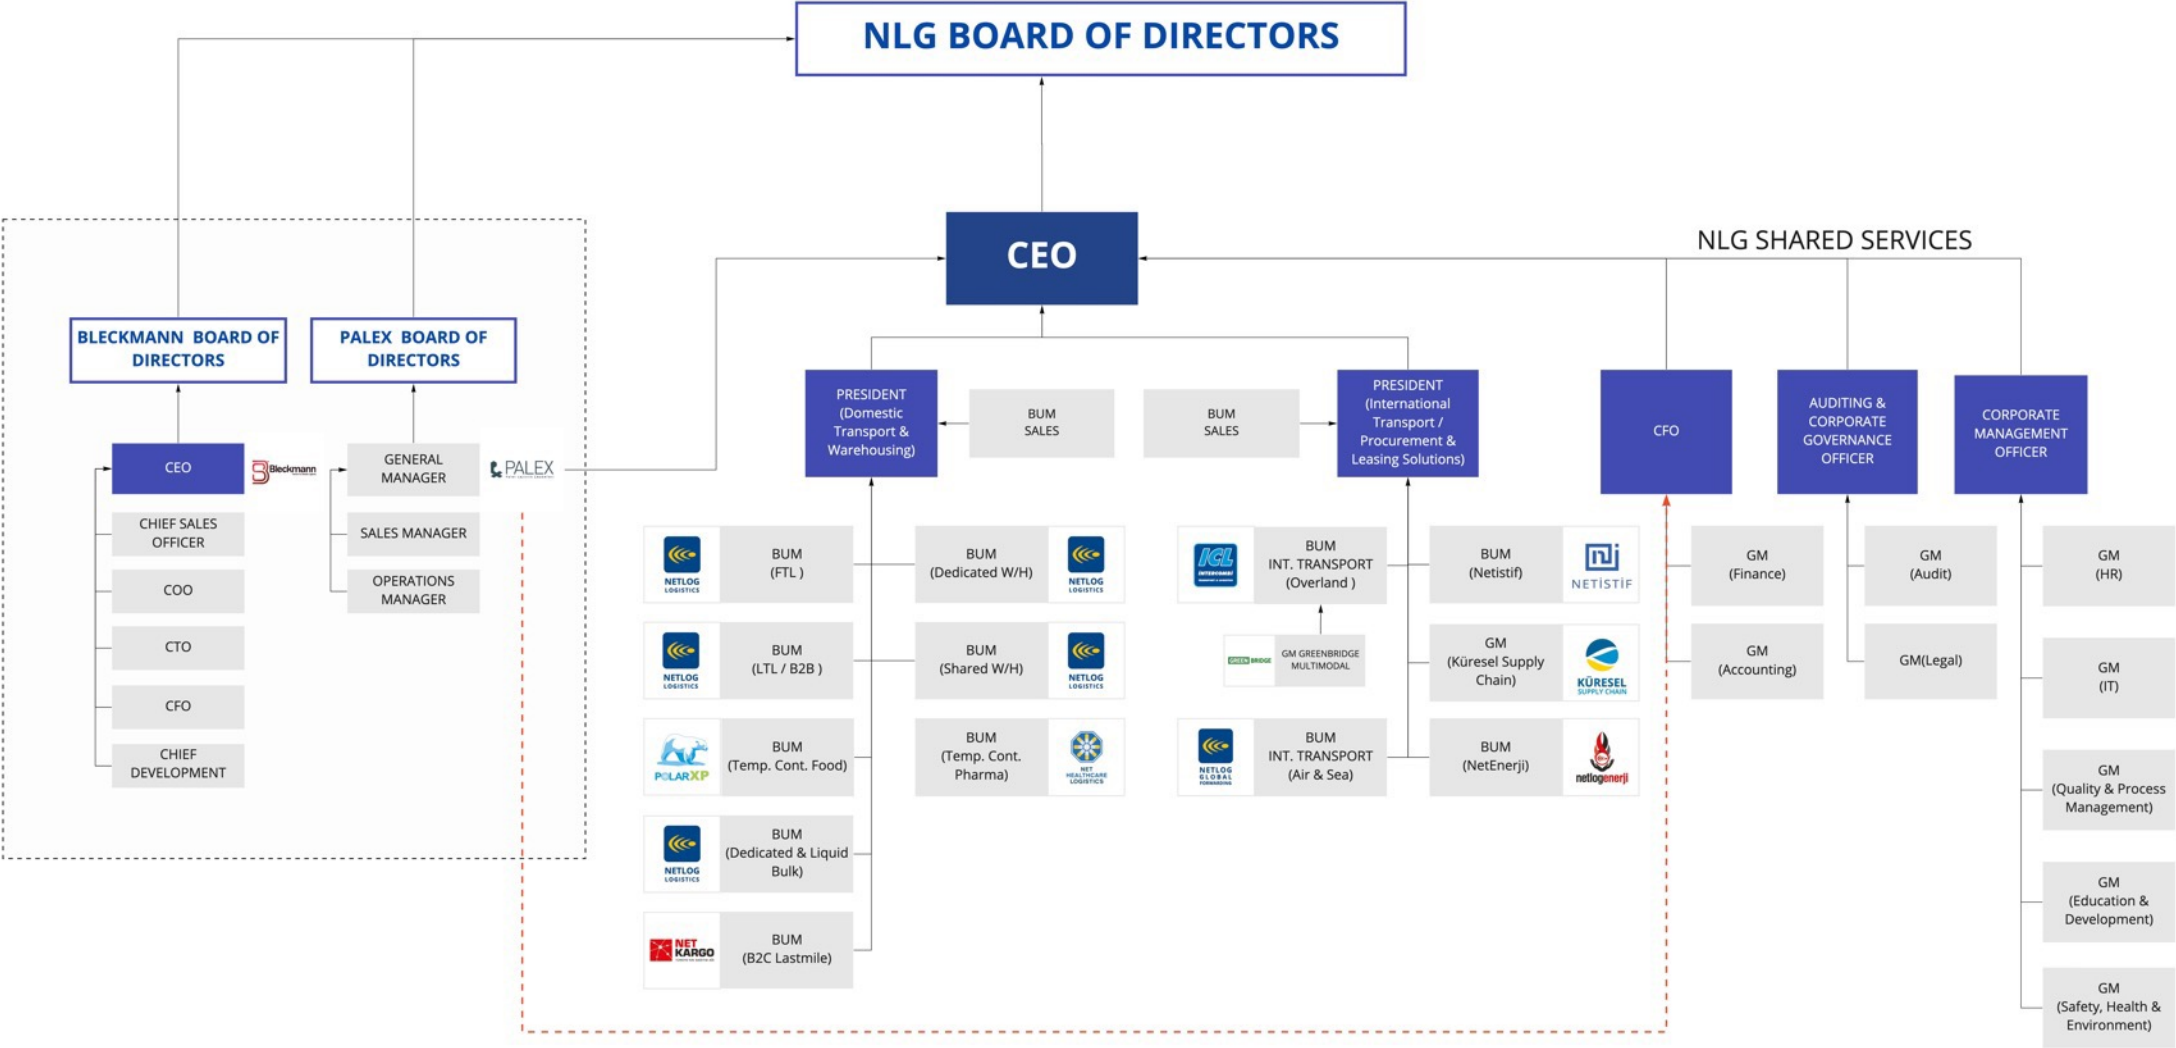 NLG BOARD OF DIRECTORS
CEO
NLG SHARED SERVICES
BLECKMANN BOARD OF
DIRECTORS
PALEX BOARD OF
DIRECTORS
CEO
Bleckmann
CHIEF SALES
OFFICER
COO
CTO
CFO
CHIEF
DEVELOPMENT
GENERAL
MANAGER
PALEX
SALES MANAGER
OPERATIONS
MANAGER
PRESIDENT
(Domestic
Transport &
Warehousing)
BUM
SALES
BUM
SALES
PRESIDENT
(International
Transport /
Procurement &
Leasing Solutions)
CFO
AUDITING &
CORPORATE
GOVERNANCE
OFFICER
CORPORATE
MANAGEMENT
OFFICER
NETLOG
LOGISTICS
BUM
(FTL )
BUM
(Dedicated W/H)
NETLOG
LOGISTICS
NETLOG
LOGISTICS
BUM
(LTL / B2B )
BUM
(Shared W/H)
NETLOG
LOGISTICS
POLARXP
BUM
(Temp. Cont. Food)
BUM
(Temp. Cont.
Pharma)
NET
HEALTHCARE
LOGISTICS
NETLOG
LOGISTICS
BUM
(Dedicated & Liquid
Bulk)
NET
KARGO
BUM
(B2C Lastmile)
ICL
INTERCOMBI
BUM
INT. TRANSPORT
(Overland )
GREENBRIDGE
GM GREENBRIDGE
MULTIMODAL
NETLOG
GLOBAL
FORWARDING
BUM
INT. TRANSPORT
(Air & Sea)
BUM
(Netistif)
NETİSTİF
GM
(Küresel Supply
Chain)
KÜRESEL
SUPPLY CHAIN
BUM
(NetEnerji)
netlogenerji
GM
(Finance)
GM
(Accounting)
GM
(Audit)
GM(Legal)
GM
(HR)
GM
(IT)
GM
(Quality & Process
Management)
GM
(Education &
Development)
GM
(Safety, Health &
Environment)